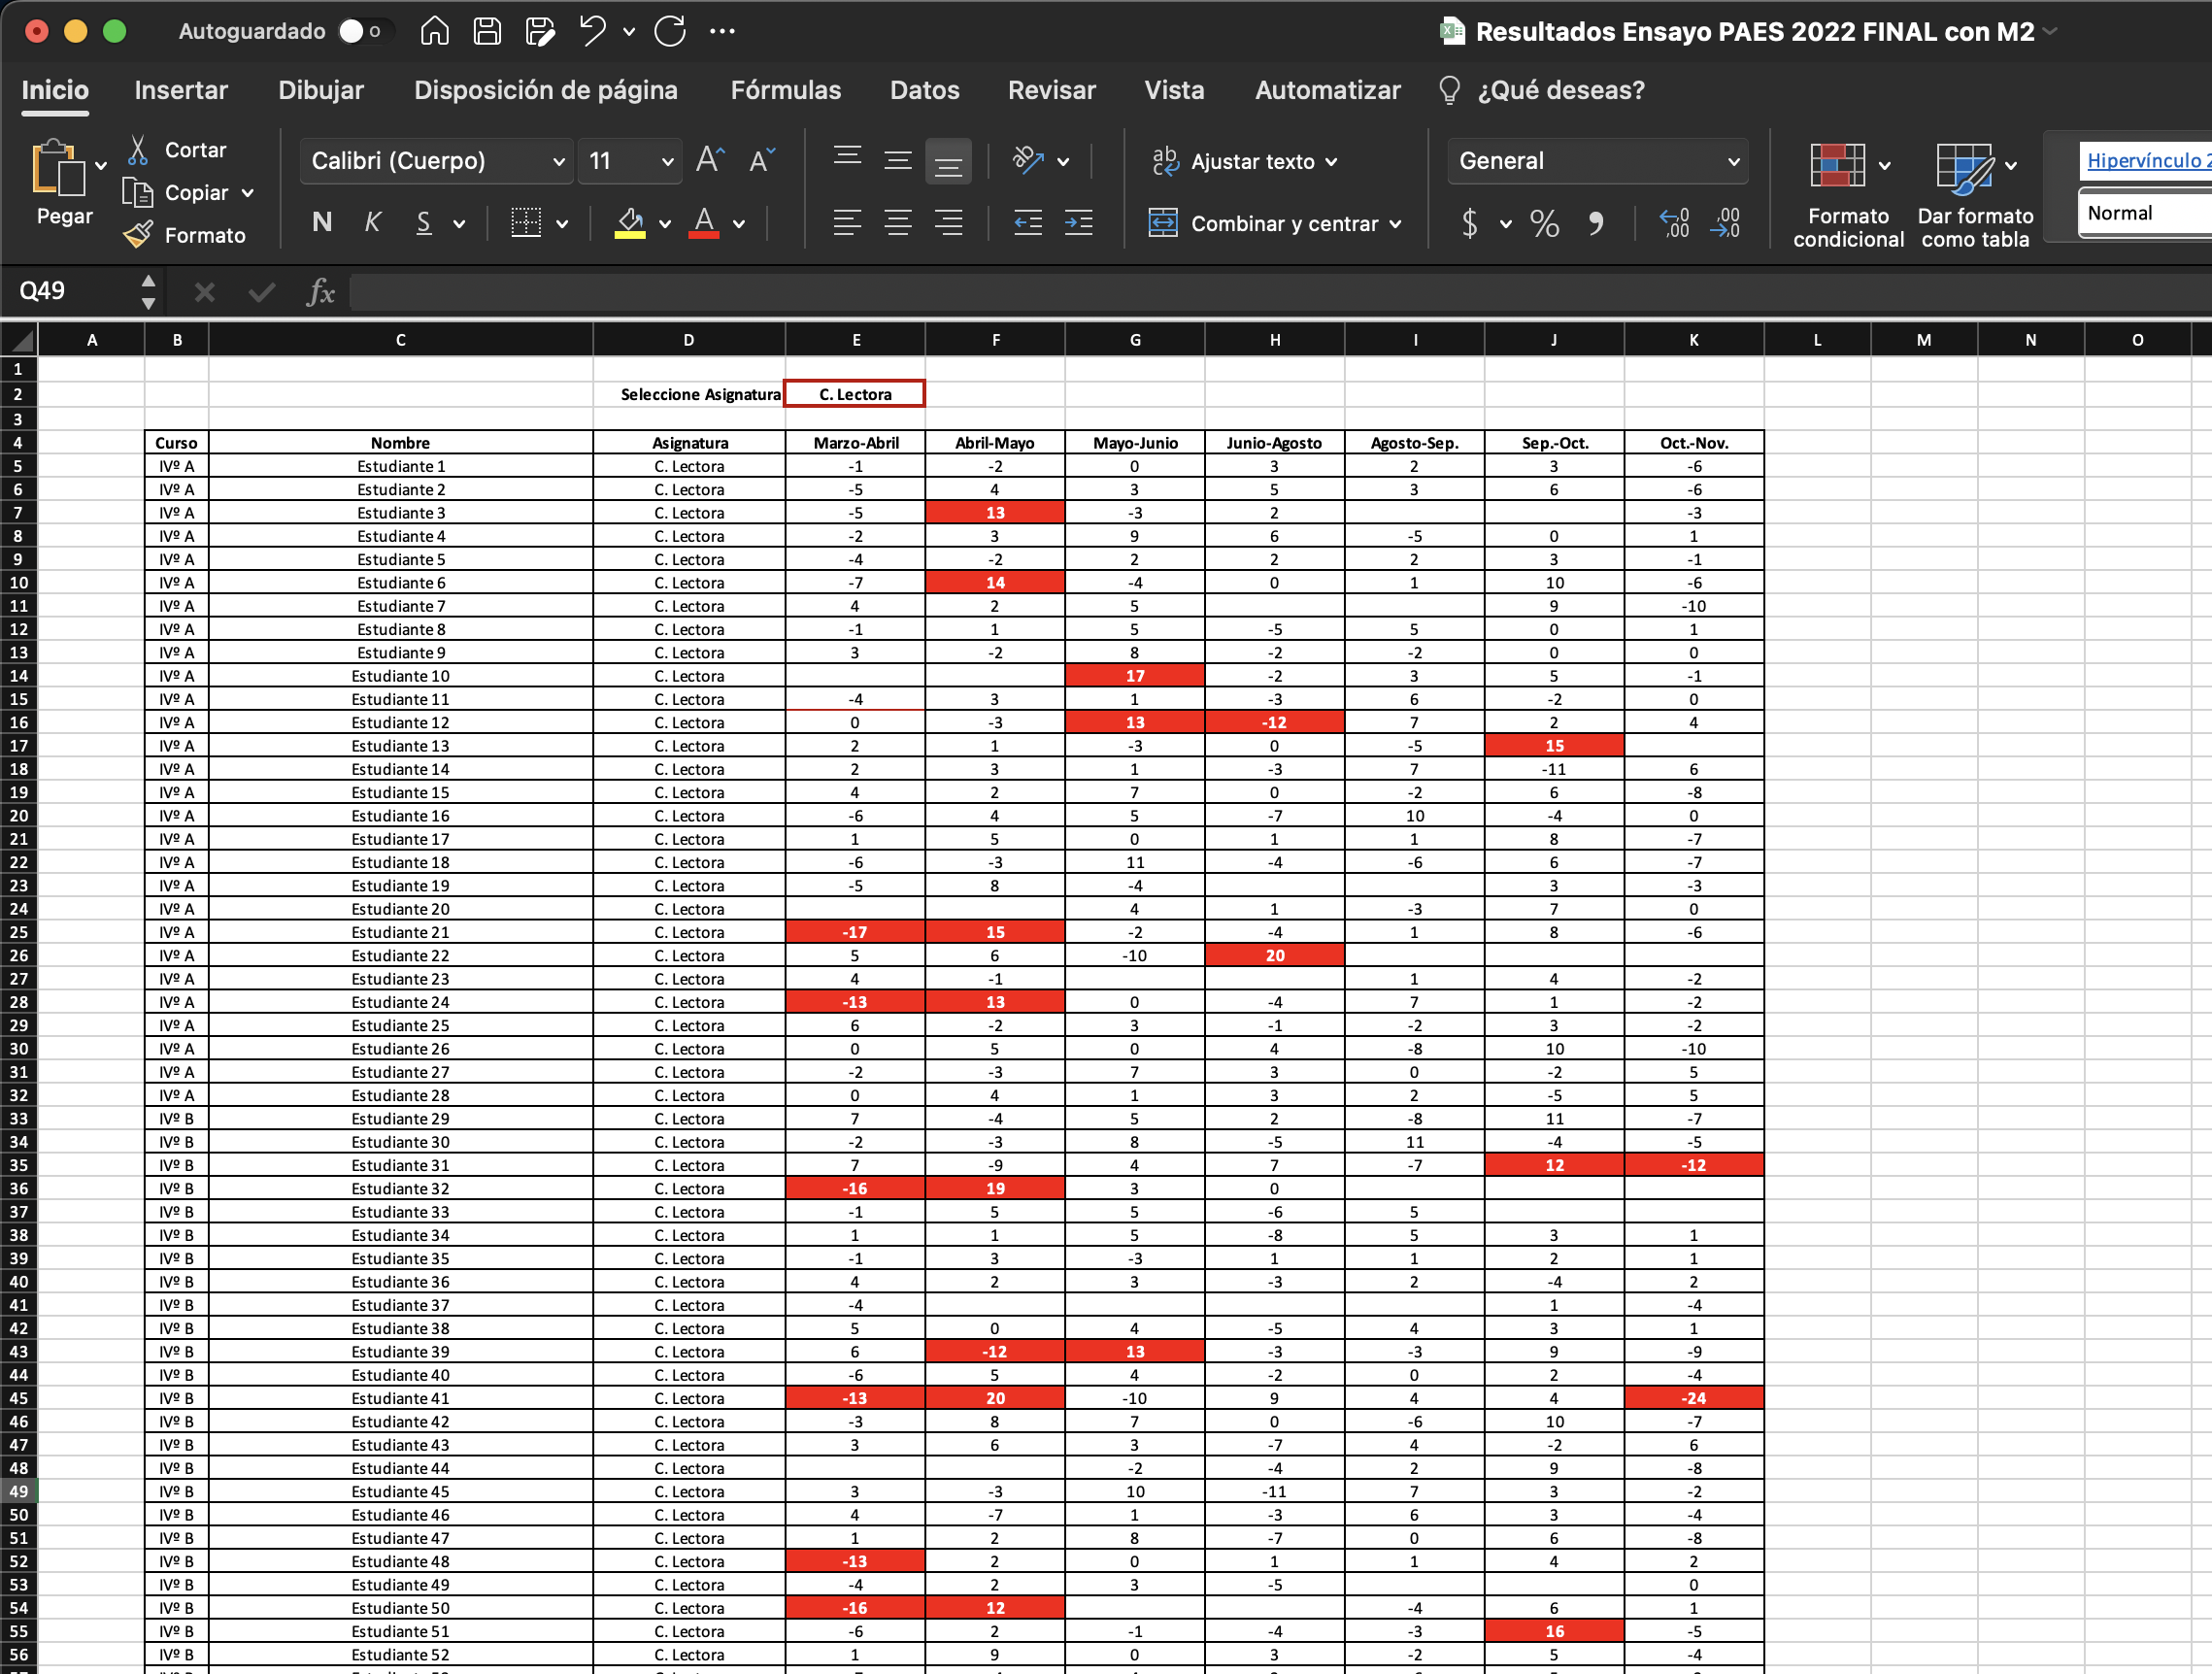 Autoguardado
Resultados Ensayo PAES 2022 FINAL con M2
Inicio Insertar Dibujar Disposición de página Fórmulas Datos Revisar Vista Automatizar ¿Qué deseas?
Pegar
Cortar
Copiar
Formato
Calibri (Cuerpo) 11
N K S
Ajustar texto
Combinar y centrar
General
$ %
Formato condicional
Dar formato como tabla
Hipervínculo 2
Normal
Q49 fx
A B C D E F G H I J K L M N O
1
2 Seleccione Asignatura C. Lectora
3
4 Curso Nombre Asignatura Marzo-Abril Abril-Mayo Mayo-Junio Junio-Agosto Agosto-Sep. Sep.-Oct. Oct.-Nov.
5 IVº A Estudiante 1 C. Lectora -1 -2 0 3 2 3 -6
6 IVº A Estudiante 2 C. Lectora -5 4 3 5 3 6 -6
7 IVº A Estudiante 3 C. Lectora -5 13 -3 2 -3
8 IVº A Estudiante 4 C. Lectora -2 3 9 6 -5 0 1
9 IVº A Estudiante 5 C. Lectora -4 -2 2 2 2 3 -1
10 IVº A Estudiante 6 C. Lectora -7 14 -4 0 1 10 -6
11 IVº A Estudiante 7 C. Lectora 4 2 5 9 -10
12 IVº A Estudiante 8 C. Lectora -1 1 5 -5 5 0 1
13 IVº A Estudiante 9 C. Lectora 3 -2 8 -2 -2 0 0
14 IVº A Estudiante 10 C. Lectora 17 -2 3 5 -1
15 IVº A Estudiante 11 C. Lectora -4 3 1 -3 6 -2 0
16 IVº A Estudiante 12 C. Lectora 0 -3 13 -12 7 2 4
17 IVº A Estudiante 13 C. Lectora 2 1 -3 0 -5 15
18 IVº A Estudiante 14 C. Lectora 2 3 1 -3 7 -11 6
19 IVº A Estudiante 15 C. Lectora 4 2 7 0 -2 6 -8
20 IVº A Estudiante 16 C. Lectora -6 4 5 -7 10 -4 0
21 IVº A Estudiante 17 C. Lectora 1 5 0 1 1 8 -7
22 IVº A Estudiante 18 C. Lectora -6 -3 11 -4 -6 6 -7
23 IVº A Estudiante 19 C. Lectora -5 8 -4 3 -3
24 IVº A Estudiante 20 C. Lectora 4 1 -3 7 0
25 IVº A Estudiante 21 C. Lectora -17 15 -2 -4 1 8 -6
26 IVº A Estudiante 22 C. Lectora 5 6 -10 20
27 IVº A Estudiante 23 C. Lectora 4 -1 1 4 -2
28 IVº A Estudiante 24 C. Lectora -13 13 0 -4 7 1 -2
29 IVº A Estudiante 25 C. Lectora 6 -2 3 -1 -2 3 -2
30 IVº A Estudiante 26 C. Lectora 0 5 0 4 -8 10 -10
31 IVº A Estudiante 27 C. Lectora -2 -3 7 3 0 -2 5
32 IVº A Estudiante 28 C. Lectora 0 4 1 3 2 -5 5
33 IVº B Estudiante 29 C. Lectora 7 -4 5 2 -8 11 -7
34 IVº B Estudiante 30 C. Lectora -2 -3 8 -5 11 -4 -5
35 IVº B Estudiante 31 C. Lectora 7 -9 4 7 -7 12 -12
36 IVº B Estudiante 32 C. Lectora -16 19 3 0
37 IVº B Estudiante 33 C. Lectora -1 5 5 -6 5
38 IVº B Estudiante 34 C. Lectora 1 1 5 -8 5 3 1
39 IVº B Estudiante 35 C. Lectora -1 3 -3 1 1 2 1
40 IVº B Estudiante 36 C. Lectora 4 2 3 -3 2 -4 2
41 IVº B Estudiante 37 C. Lectora -4 1 -4
42 IVº B Estudiante 38 C. Lectora 5 0 4 -5 4 3 1
43 IVº B Estudiante 39 C. Lectora 6 -12 13 -3 -3 9 -9
44 IVº B Estudiante 40 C. Lectora -6 5 4 -2 0 2 -4
45 IVº B Estudiante 41 C. Lectora -13 20 -10 9 4 4 -24
46 IVº B Estudiante 42 C. Lectora -3 8 7 0 -6 10 -7
47 IVº B Estudiante 43 C. Lectora 3 6 3 -7 4 -2 6
48 IVº B Estudiante 44 C. Lectora -2 -4 2 9 -8
49 IVº B Estudiante 45 C. Lectora 3 -3 10 -11 7 3 -2
50 IVº B Estudiante 46 C. Lectora 4 -7 1 -3 6 3 -4
51 IVº B Estudiante 47 C. Lectora 1 2 8 -7 0 6 -8
52 IVº B Estudiante 48 C. Lectora -13 2 0 1 1 4 2
53 IVº B Estudiante 49 C. Lectora -4 2 3 -5 0
54 IVº B Estudiante 50 C. Lectora -16 12 -4 6 1
55 IVº B Estudiante 51 C. Lectora -6 2 -1 -4 -3 16 -5
56 IVº B Estudiante 52 C. Lectora 1 9 0 3 -2 5 -4